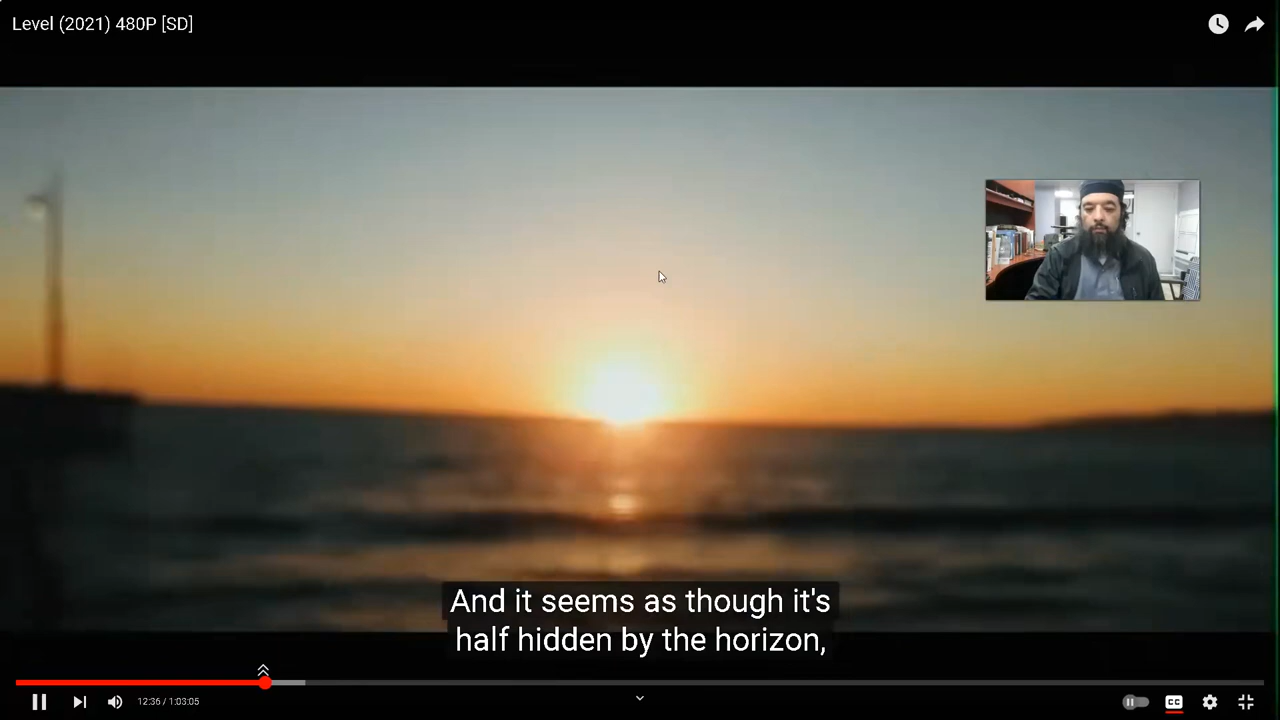 Level (2021) 480P [SD]
And it seems as though it's
half hidden by the horizon,
12:36 / 1:03:05
CC